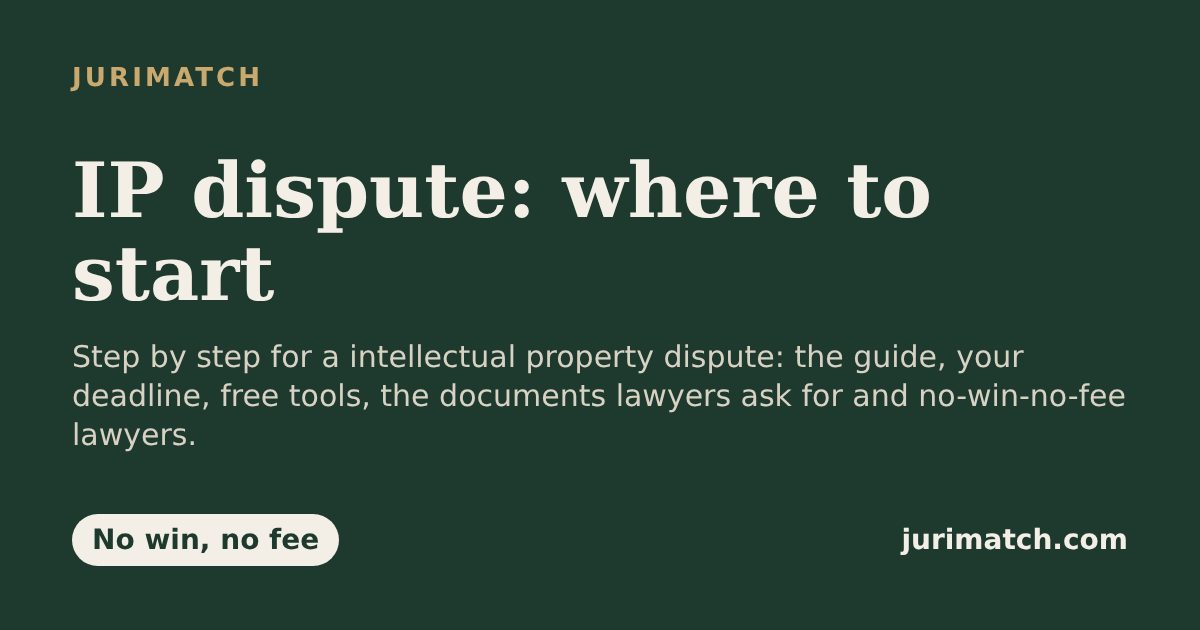 JURIMATCH
IP dispute: where to
start
Step by step for a intellectual property dispute: the guide, your
deadline, free tools, the documents lawyers ask for and no-win-no-fee
lawyers.
No win, no fee
jurimatch.com